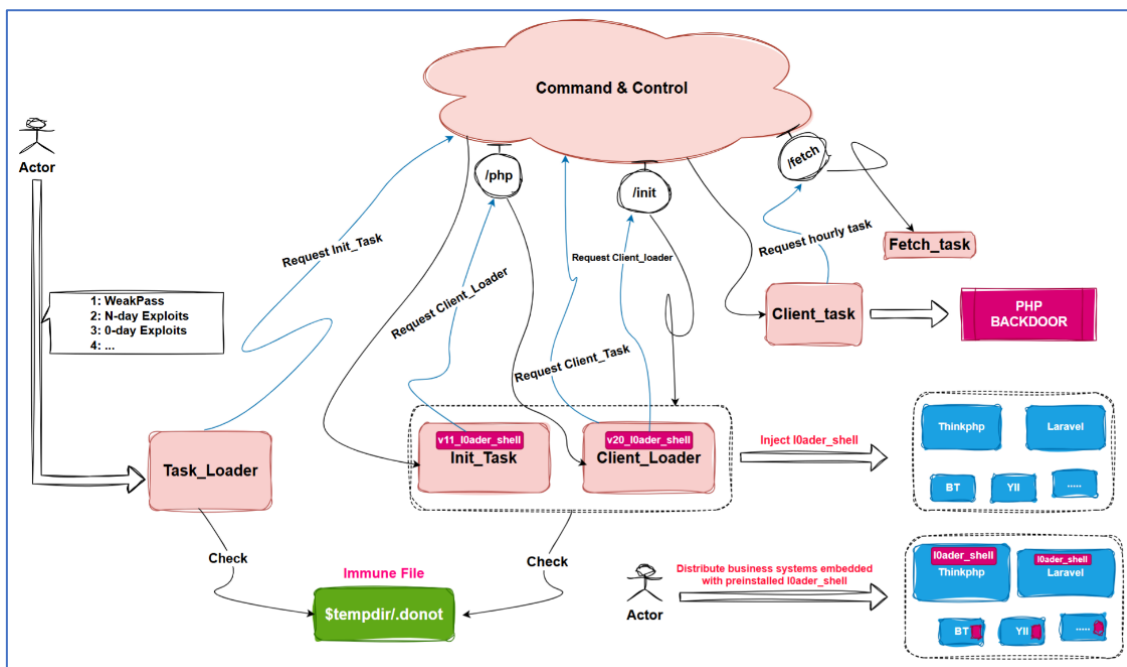 Command & Control
Actor
/php
/init
/fetch
Request Init_Task
Request Client_Loader
Request Client_loader
Request Client_Task
Request hourly task
Fetch_task
1: WeakPass
2: N-day Exploits
3: 0-day Exploits
4: ...
Client_task
PHP
BACKDOOR
Task_Loader
v11_l0ader_shell
Init_Task
v20_l0ader_shell
Client_Loader
Inject l0ader_shell
Thinkphp
Laravel
BT
YII
.....
Check
Check
Immune File
$tempdir/.donot
Actor
Distribute business systems embedded
with preinstalled l0ader_shell
l0ader_shell
Thinkphp
l0ader_shell
Laravel
BT
YII
.....